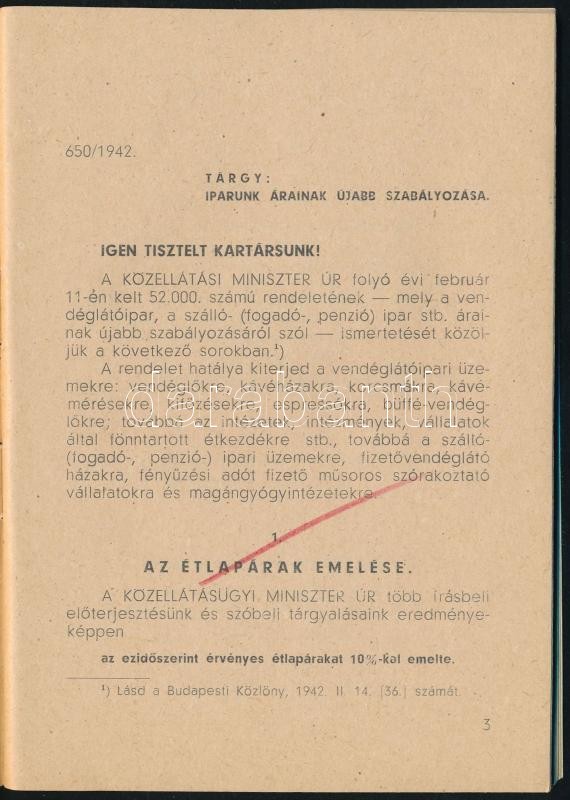 650/1942.
TÁRGY:
IPARUNK ÁRAINAK ÚJABB SZABÁLYOZÁSA.
IGEN TISZTELT KARTÁRSUNK!
A KÖZELLÁTÁSI MINISZTER ÚR folyó évi február
11-én kelt 52.000. számú rendeletének — mely a ven-
déglátóipar, a szálló- (fogadó-, penzió) ipar stb. árai-
nak újabb szabályozásáról szól — ismertetését közöl-
jük a következő sorokban.¹)
A rendelet hatálya kiterjed a vendéglátóipari üze-
mekre: vendéglőkre, kávéházakra, kocsmákra, kávé-
mérésekre, kifőzésekre, espressókra, büffé-vendég-
lőkre; továbbá az intézetek, intézmények, vállalatok
által fönntartott étkezdékre stb., továbbá a szálló-
(fogadó-, penzió-) ipari üzemekre, fizetővendéglátó
házakra, fényűzési adót fizető műsoros szórakoztató
vállalatokra és magángyógyintézetekre.
darabanth
1.
AZ ÉTLAPÁRAK EMELÉSE.
A KÖZELLÁTÁSÜGYI MINISZTER ÚR több írásbeli
előterjesztésünk és szóbeli tárgyalásaink eredménye-
képpen
az ezidőszerint érvényes étlapárakat 10%-kal emelte.
¹) Lásd a Budapesti Közlöny, 1942. II. 14. (36.) számát.
3